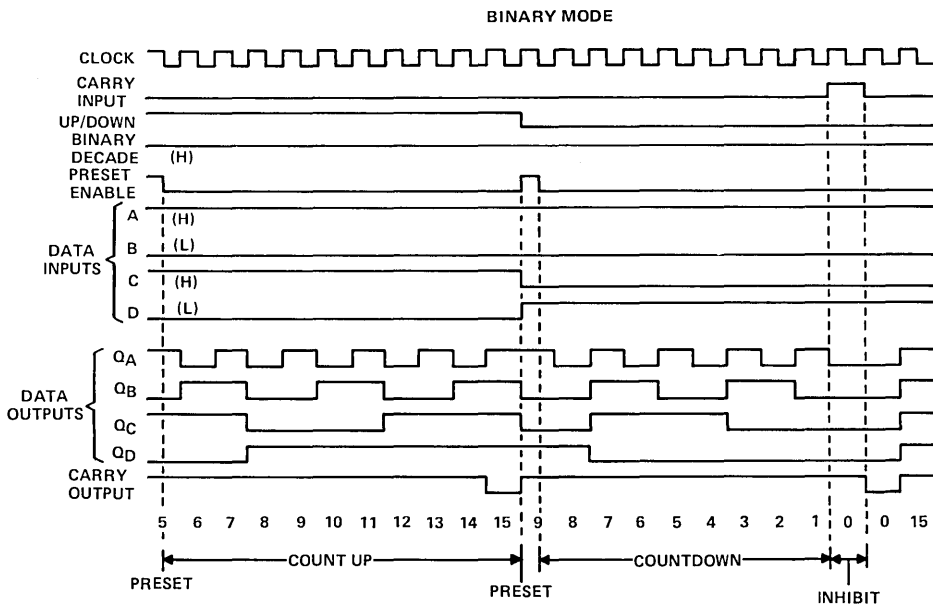 BINARY MODE
CLOCK
CARRY
INPUT
UP/DOWN
BINARY
DECADE (H)
PRESET
ENABLE
DATA
INPUTS
A (H)
B (L)
C (H)
D (L)
DATA
OUTPUTS
QA
QB
QC
QD
CARRY
OUTPUT
5 6 7 8 9 10 11 12 13 14 15 9 8 7 6 5 4 3 2 1 0 0 15
COUNT UP COUNTDOWN
PRESET PRESET INHIBIT